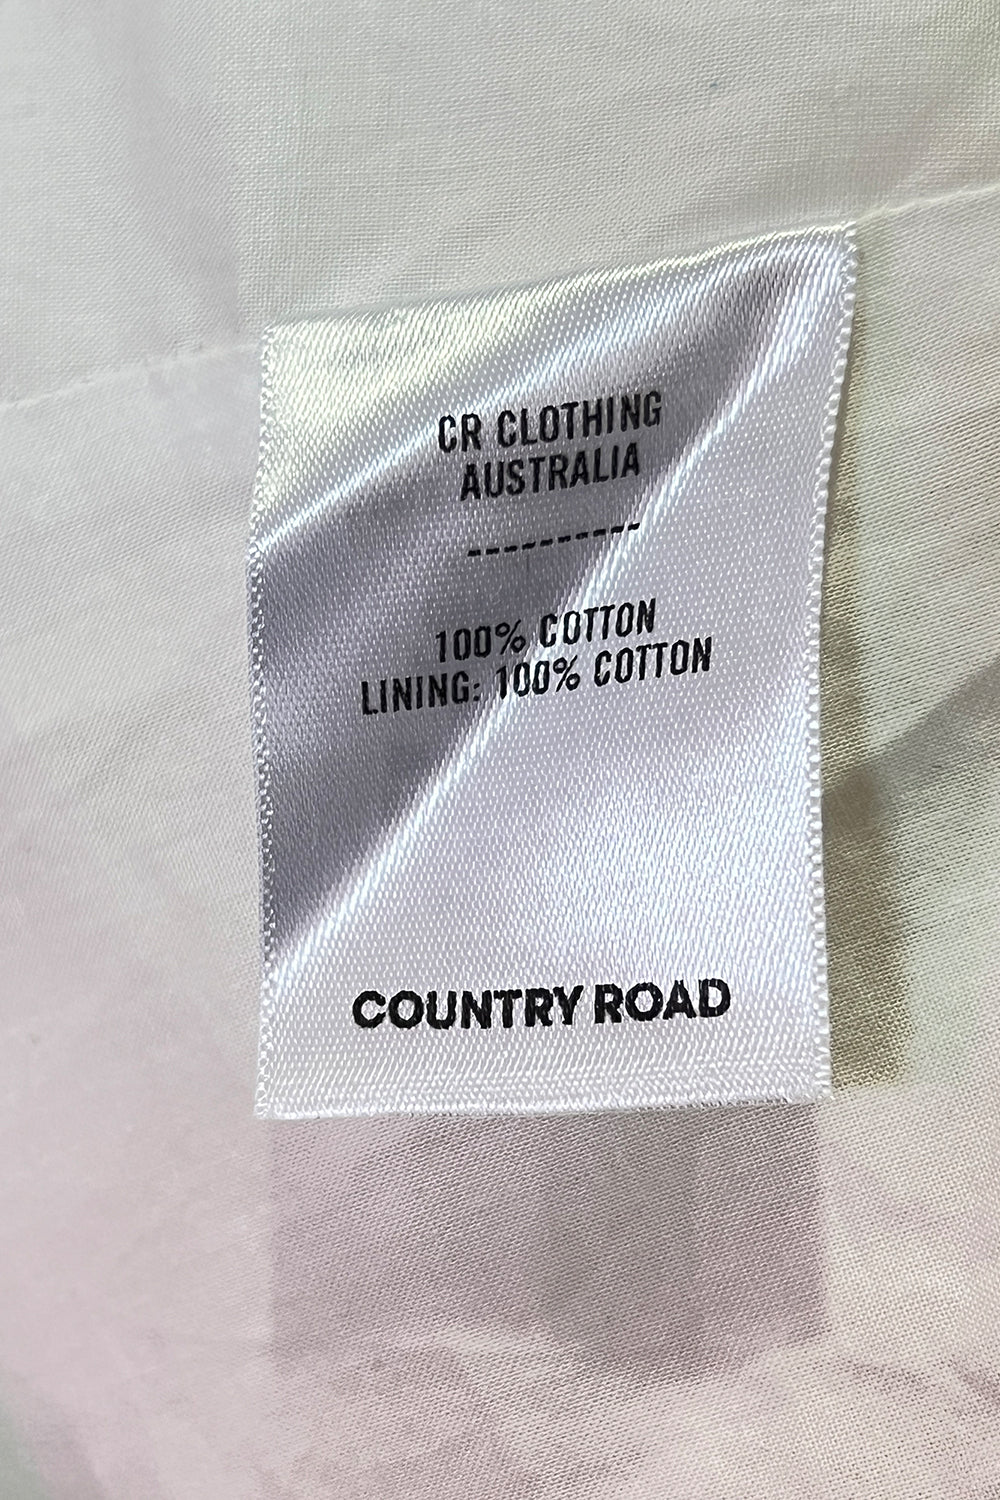 CR CLOTHING
AUSTRALIA
----------
100% COTTON
LINING: 100% COTTON
COUNTRY ROAD